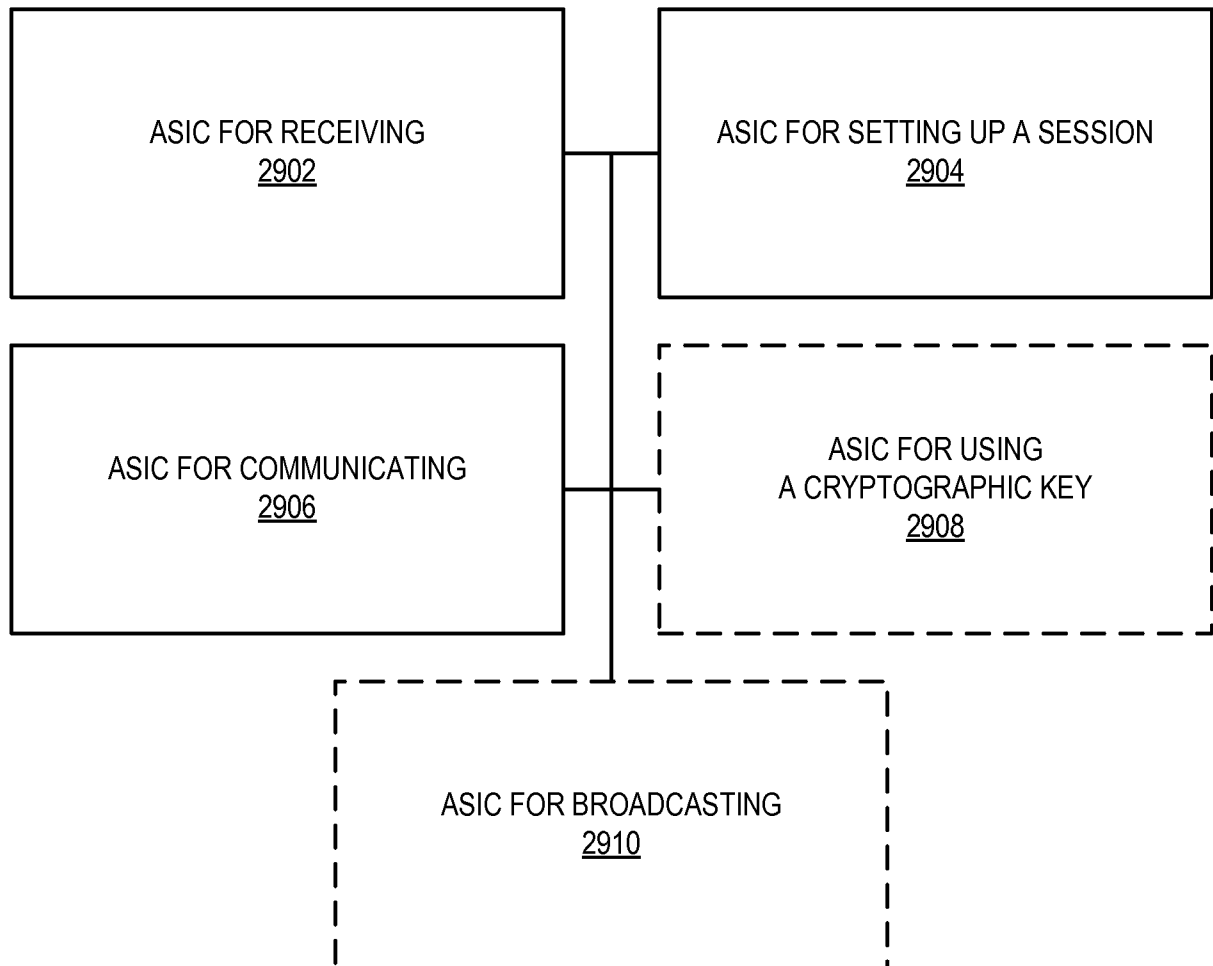 ASIC FOR RECEIVING
2902
ASIC FOR SETTING UP A SESSION
2904
ASIC FOR COMMUNICATING
2906
ASIC FOR USING
A CRYPTOGRAPHIC KEY
2908
ASIC FOR BROADCASTING
2910